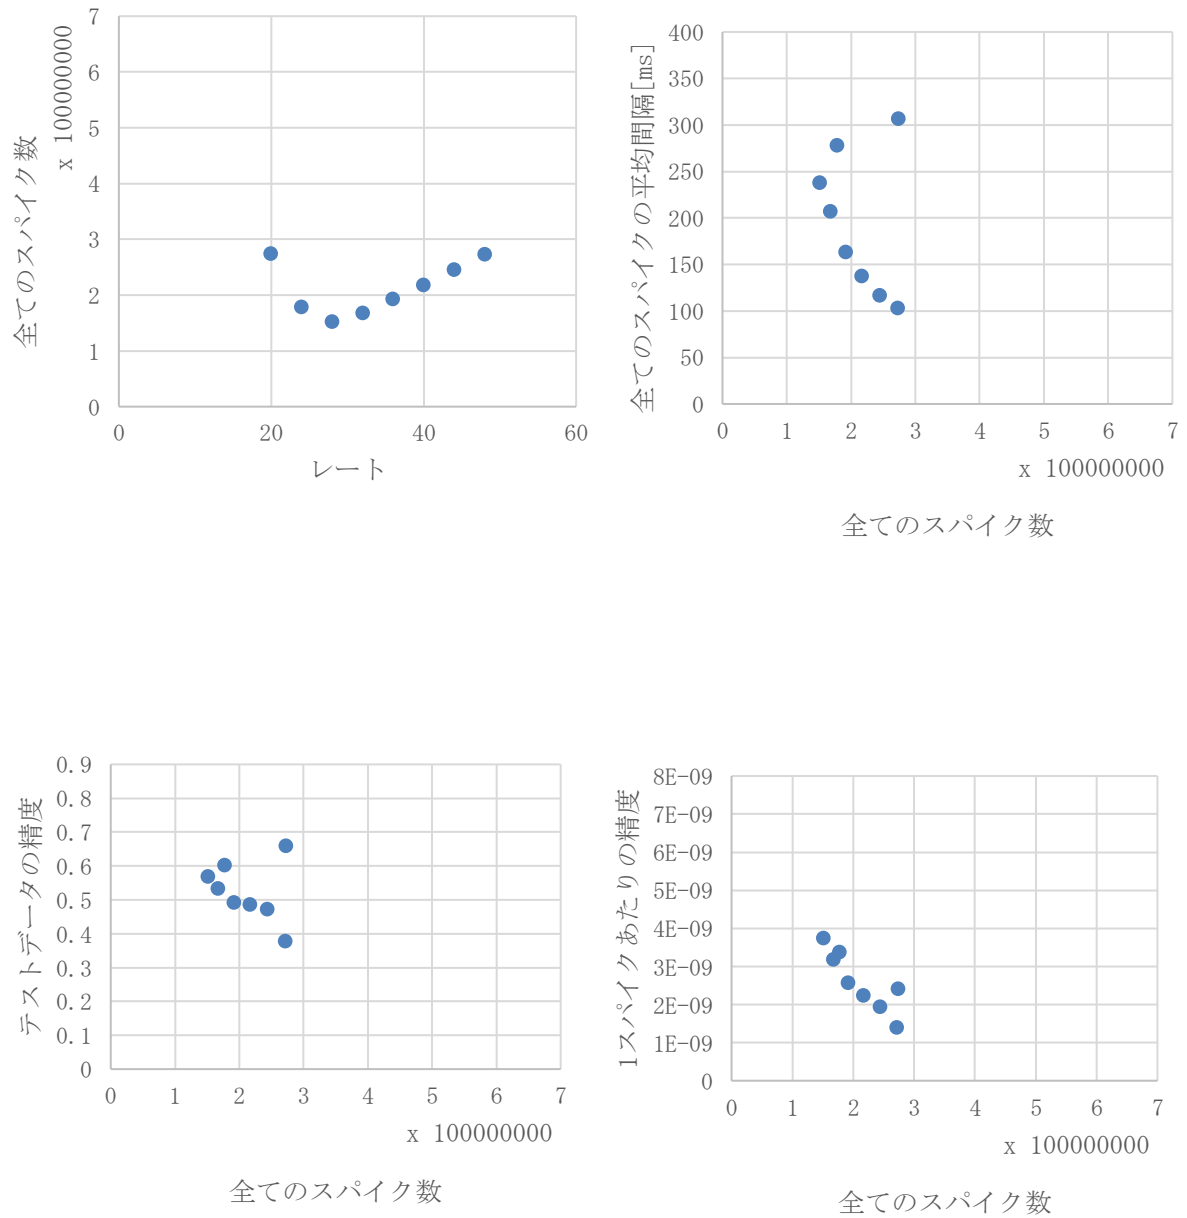 全てのスパイク数
x 100000000
7
6
5
4
3
2
1
0
0 20 40 60
レート
全てのスパイクの平均間隔[ms]
400
350
300
250
200
150
100
50
0
0 1 2 3 4 5 6 7
x 100000000
全てのスパイク数
テストデータの精度
0.9
0.8
0.7
0.6
0.5
0.4
0.3
0.2
0.1
0
0 1 2 3 4 5 6 7
x 100000000
全てのスパイク数
1スパイクあたりの精度
8E-09
7E-09
6E-09
5E-09
4E-09
3E-09
2E-09
1E-09
0
0 1 2 3 4 5 6 7
x 100000000
全てのスパイク数